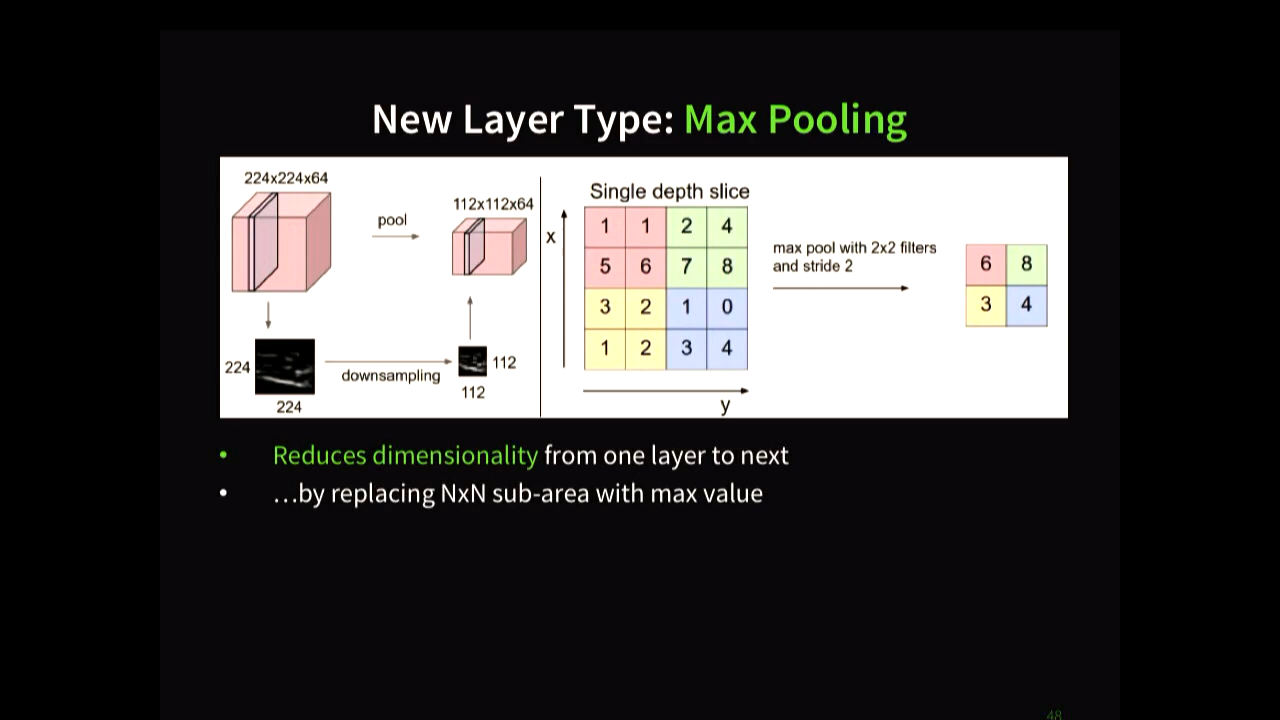 New Layer Type: Max Pooling
224x224x64
pool
112x112x64
224
224
downsampling
112
112
Single depth slice
x
1 1 2 4
5 6 7 8
3 2 1 0
1 2 3 4
y
max pool with 2x2 filters
and stride 2
6 8
3 4
• Reduces dimensionality from one layer to next
• …by replacing NxN sub-area with max value
48